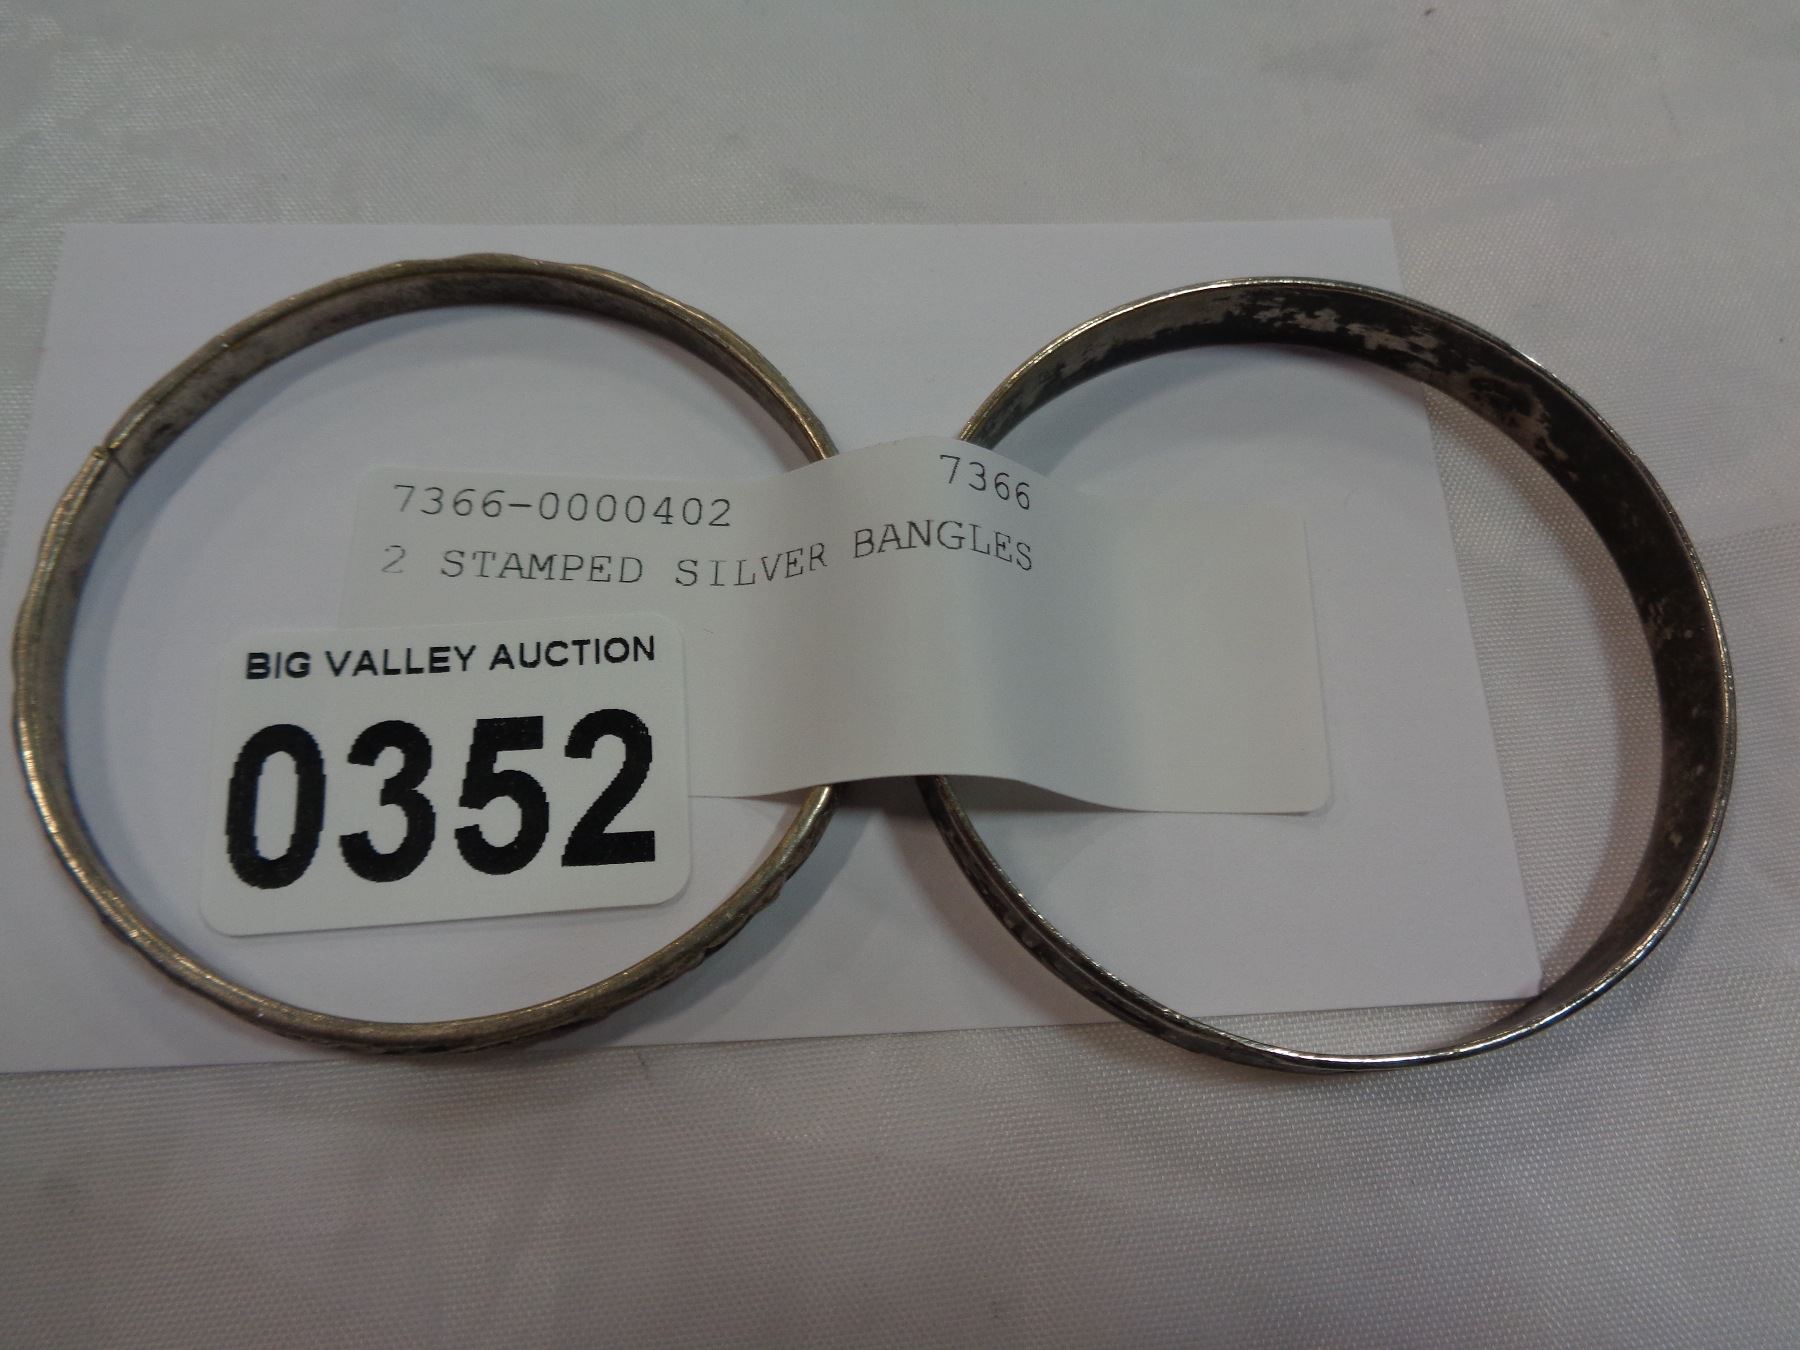 7366-0000402 7366
2 STAMPED SILVER BANGLES
BIG VALLEY AUCTION
0352